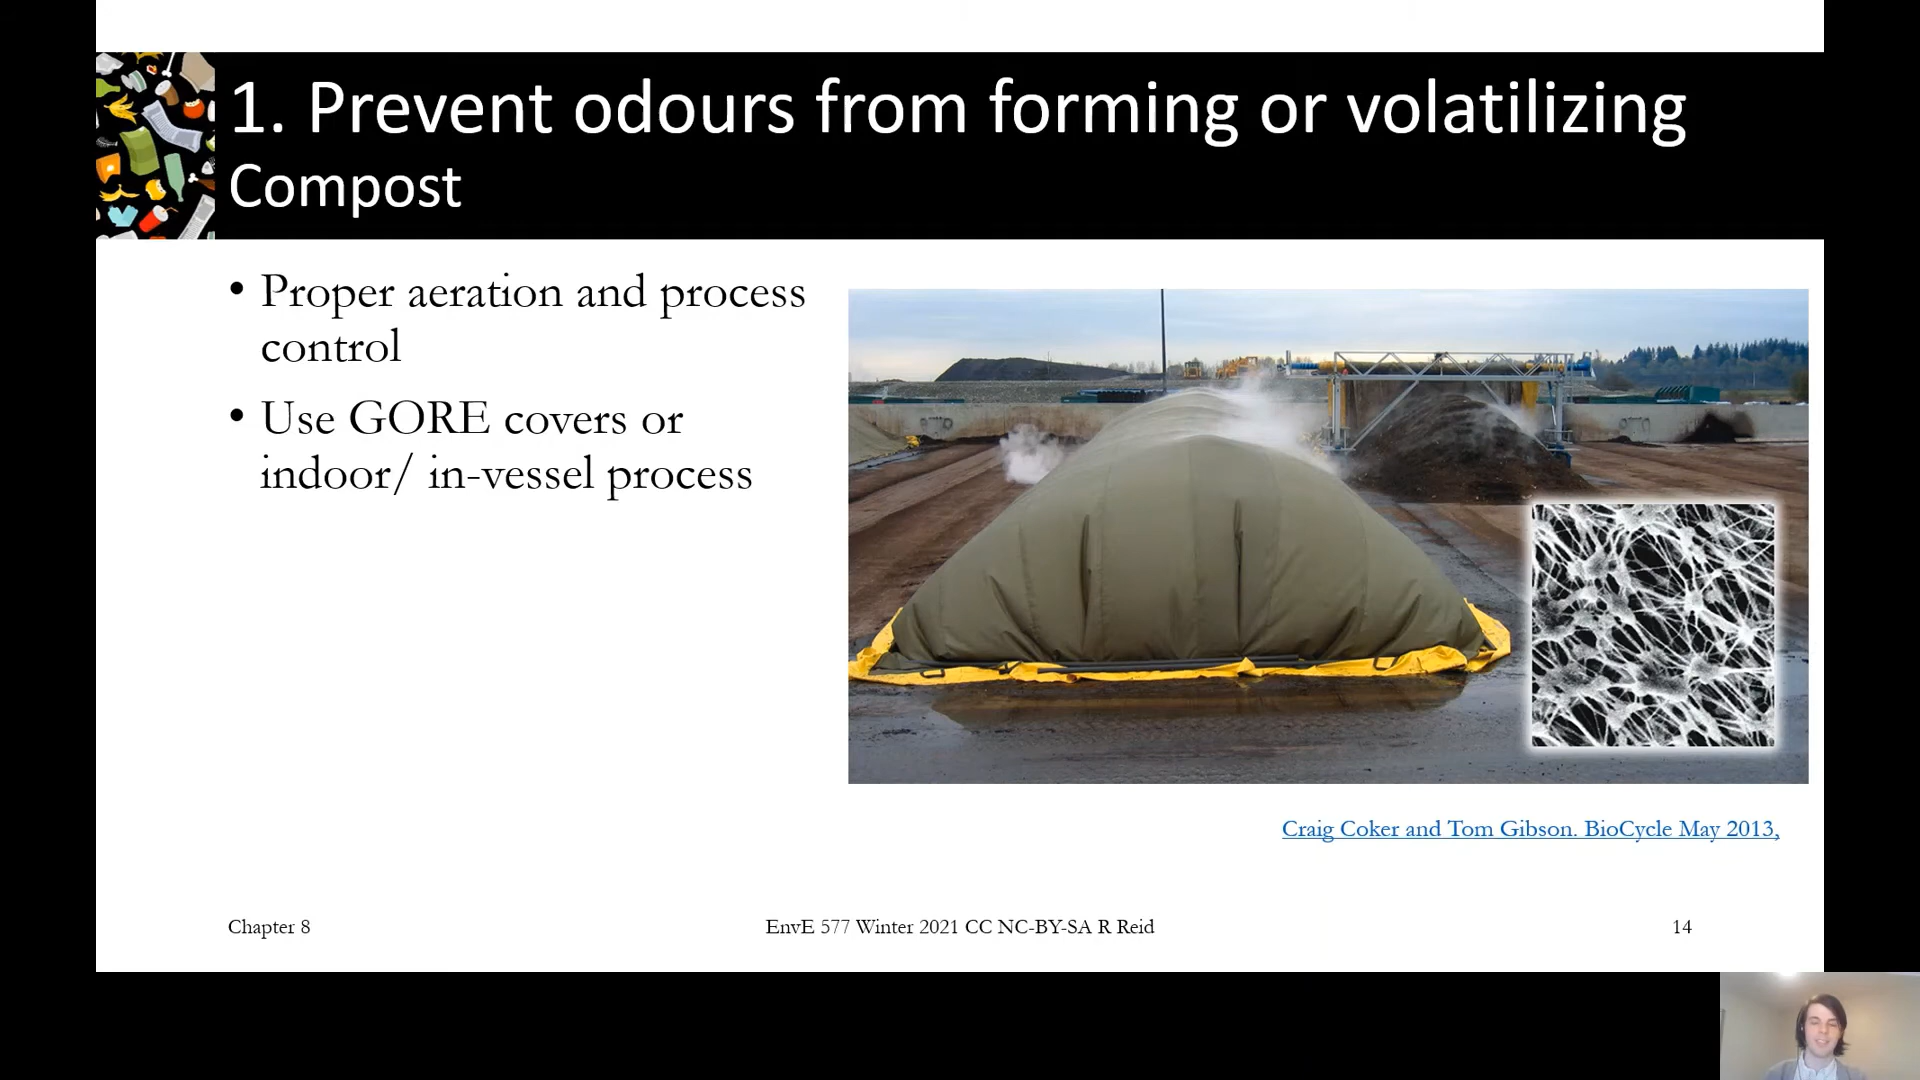 1. Prevent odours from forming or volatilizing
Compost
• Proper aeration and process
control
• Use GORE covers or
indoor/ in-vessel process
Craig Coker and Tom Gibson. BioCycle May 2013,
Chapter 8
EnvE 577 Winter 2021 CC NC-BY-SA R Reid
14